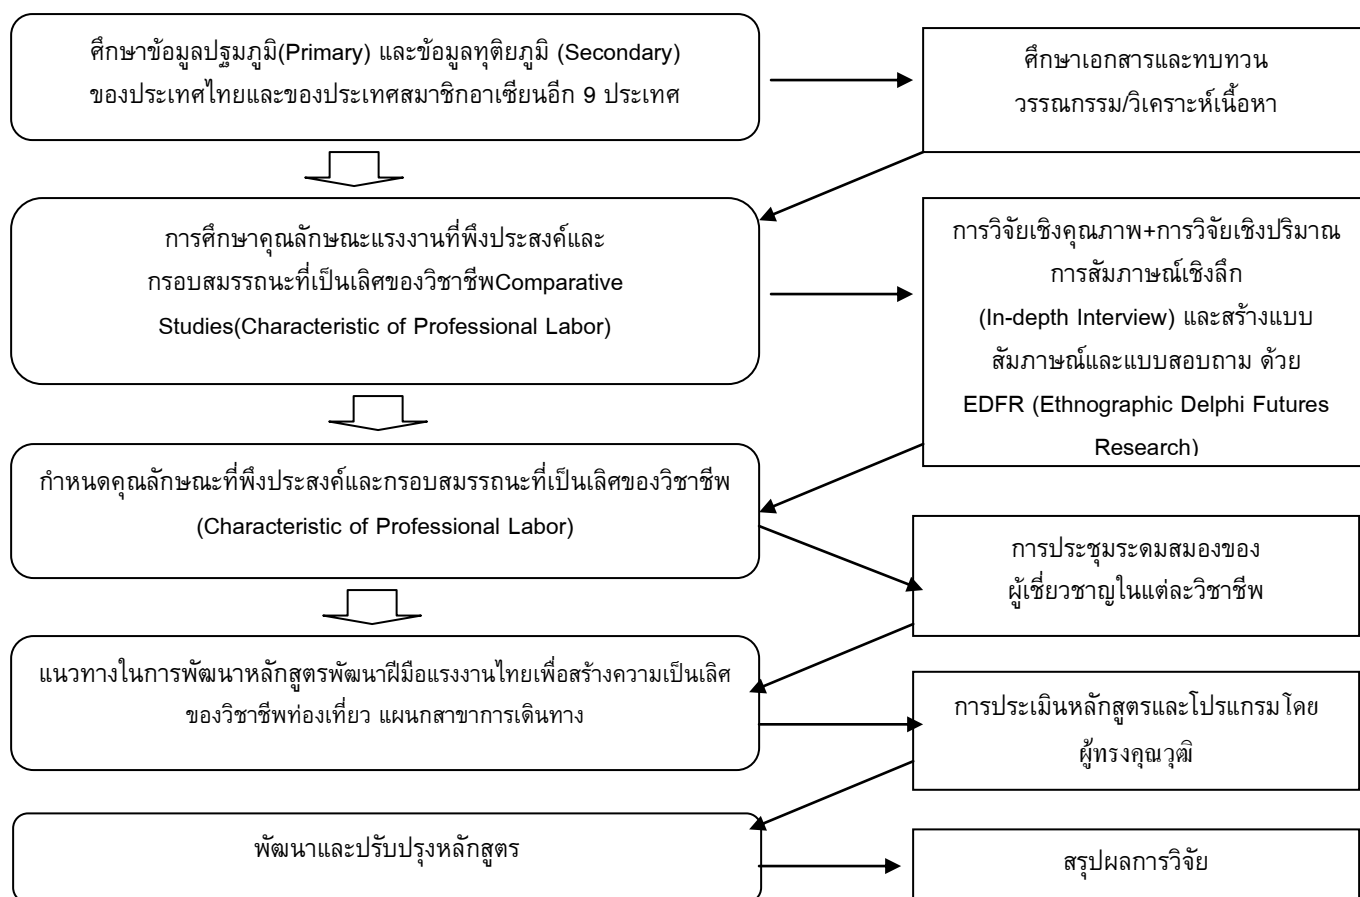 ศึกษาข้อมูลปฐมภูมิ(Primary) และข้อมูลทุติยภูมิ (Secondary)
ของประเทศไทยและของประเทศสมาชิกอาเซียนอีก 9 ประเทศ
ศึกษาเอกสารและทบทวน
วรรณกรรม/วิเคราะห์เนื้อหา
การศึกษาคุณลักษณะแรงงานที่พึงประสงค์และ
กรอบสมรรถนะที่เป็นเลิศของวิชาชีพComparative
Studies(Characteristic of Professional Labor)
การวิจัยเชิงคุณภาพ+การวิจัยเชิงปริมาณ
การสัมภาษณ์เชิงลึก
(In-depth Interview) และสร้างแบบ
สัมภาษณ์และแบบสอบถาม ด้วย
EDFR (Ethnographic Delphi Futures
Research)
กำหนดคุณลักษณะที่พึงประสงค์และกรอบสมรรถนะที่เป็นเลิศของวิชาชีพ
(Characteristic of Professional Labor)
การประชุมระดมสมองของ
ผู้เชี่ยวชาญในแต่ละวิชาชีพ
แนวทางในการพัฒนาหลักสูตรพัฒนาฝีมือแรงงานไทยเพื่อสร้างความเป็นเลิศ
ของวิชาชีพท่องเที่ยว แผนกสาขาการเดินทาง
การประเมินหลักสูตรและโปรแกรมโดย
ผู้ทรงคุณวุฒิ
พัฒนาและปรับปรุงหลักสูตร
สรุปผลการวิจัย